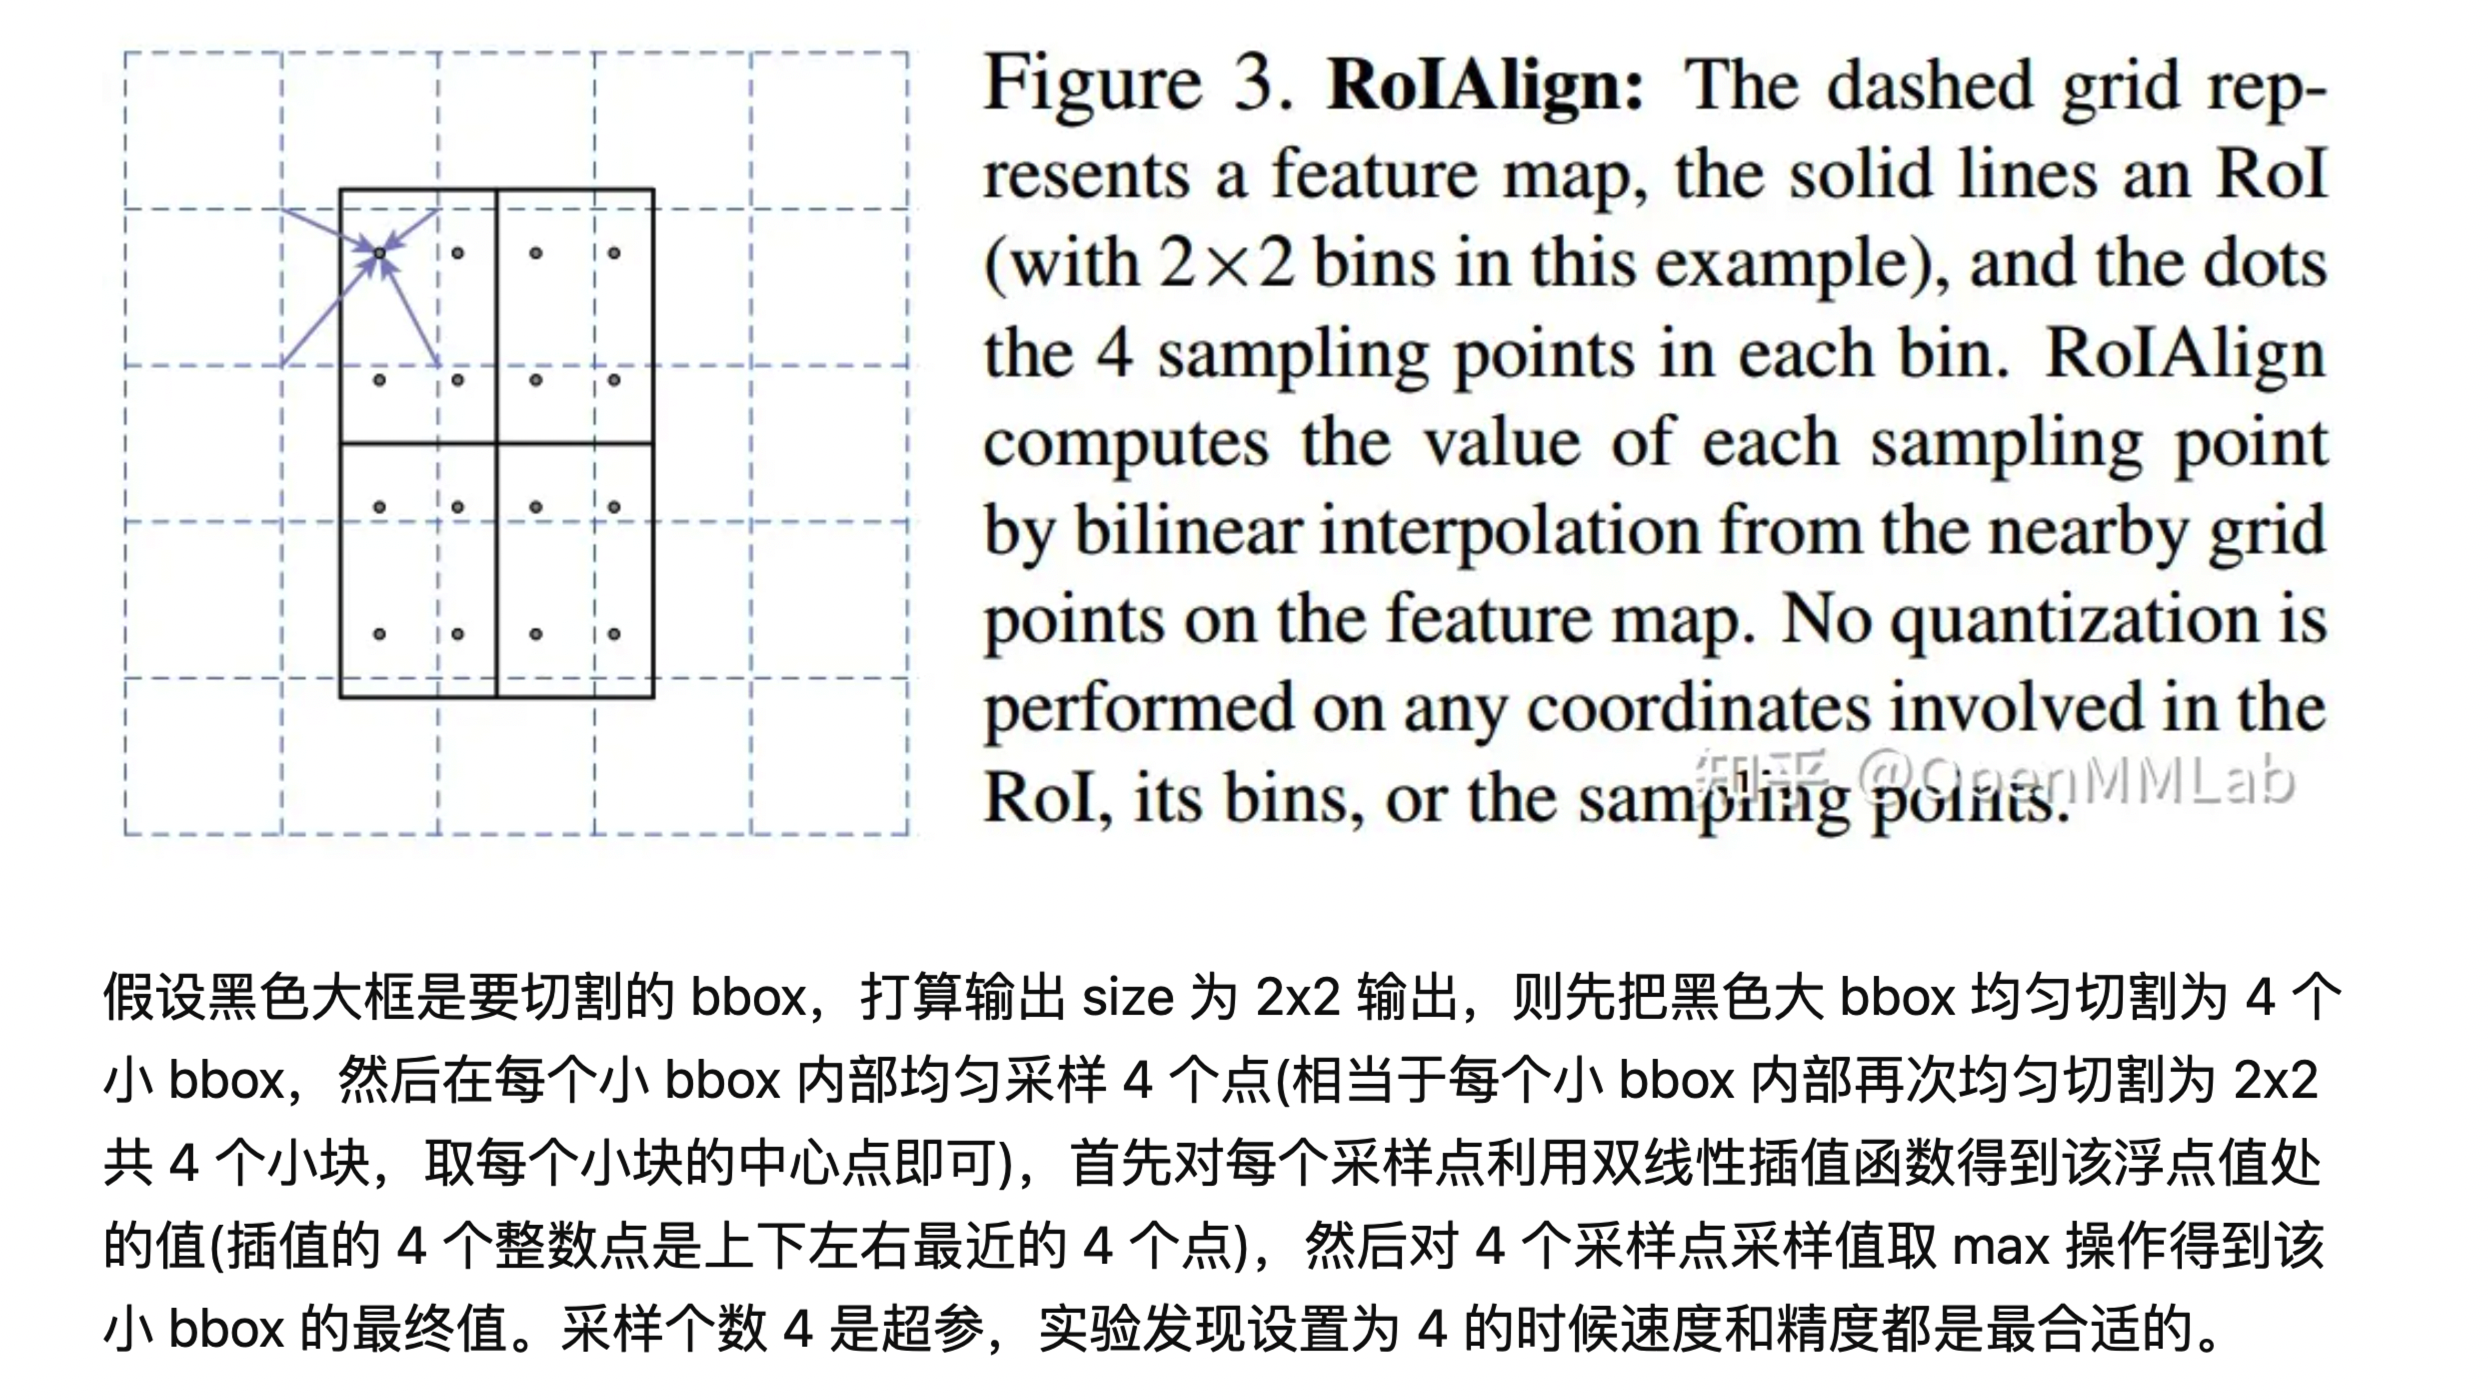 Figure 3. RoIAlign: The dashed grid rep-
resents a feature map, the solid lines an RoI
(with 2×2 bins in this example), and the dots
the 4 sampling points in each bin. RoIAlign
computes the value of each sampling point
by bilinear interpolation from the nearby grid
points on the feature map. No quantization is
performed on any coordinates involved in the
RoI, its bins, or the sampling points.
知乎 @OpenMMLab
假设黑色大框是要切割的 bbox，打算输出 size 为 2x2 输出，则先把黑色大 bbox 均匀切割为 4 个
小 bbox，然后在每个小 bbox 内部均匀采样 4 个点(相当于每个小 bbox 内部再次均匀切割为 2x2
共 4 个小块，取每个小块的中心点即可)，首先对每个采样点利用双线性插值函数得到该浮点值处
的值(插值的 4 个整数点是上下左右最近的 4 个点)，然后对 4 个采样点采样值取 max 操作得到该
小 bbox 的最终值。采样个数 4 是超参，实验发现设置为 4 的时候速度和精度都是最合适的。